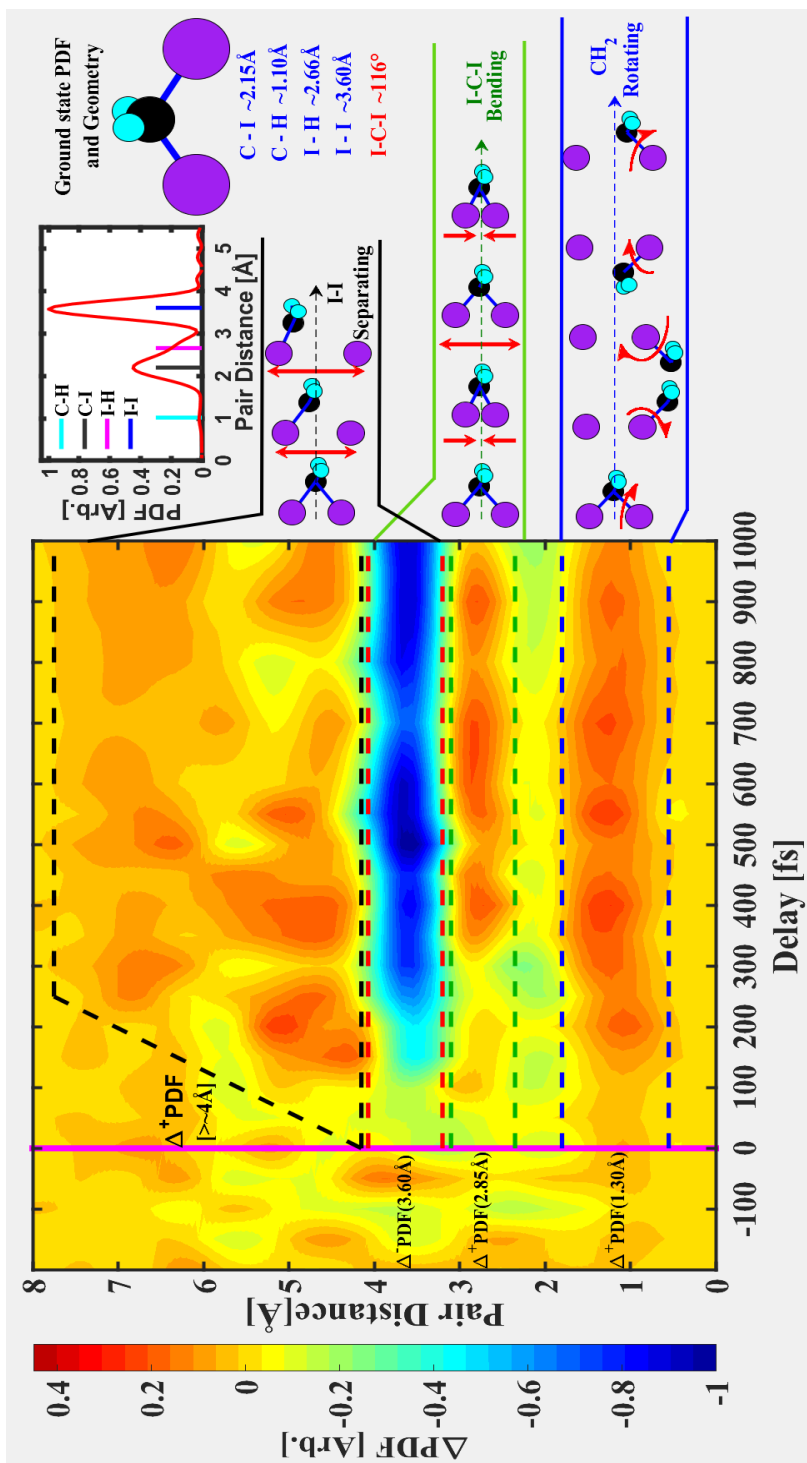 ΔPDF [Arb.]
0.4
0.2
0
-0.2
-0.4
-0.6
-0.8
-1
Pair Distance[Å]
8
7
6
5
4
3
2
1
0
Δ⁺PDF
[>~4Å]
Δ⁻PDF(3.60Å)
Δ⁺PDF(2.85Å)
Δ⁺PDF(1.30Å)
-100
0
100
200
300
400
500
600
700
800
900
1000
Delay [fs]
PDF [Arb.]
1
0.8
0.6
0.4
0.2
0
C-H
C-I
I-H
I-I
0
1
2
3
4
5
Pair Distance [Å]
Ground state PDF
and Geometry
C - I ~2.15Å
C - H ~1.10Å
I - H ~2.66Å
I - I ~3.60Å
I-C-I ~116°
I-I
Separating
I-C-I
Bending
CH₂
Rotating